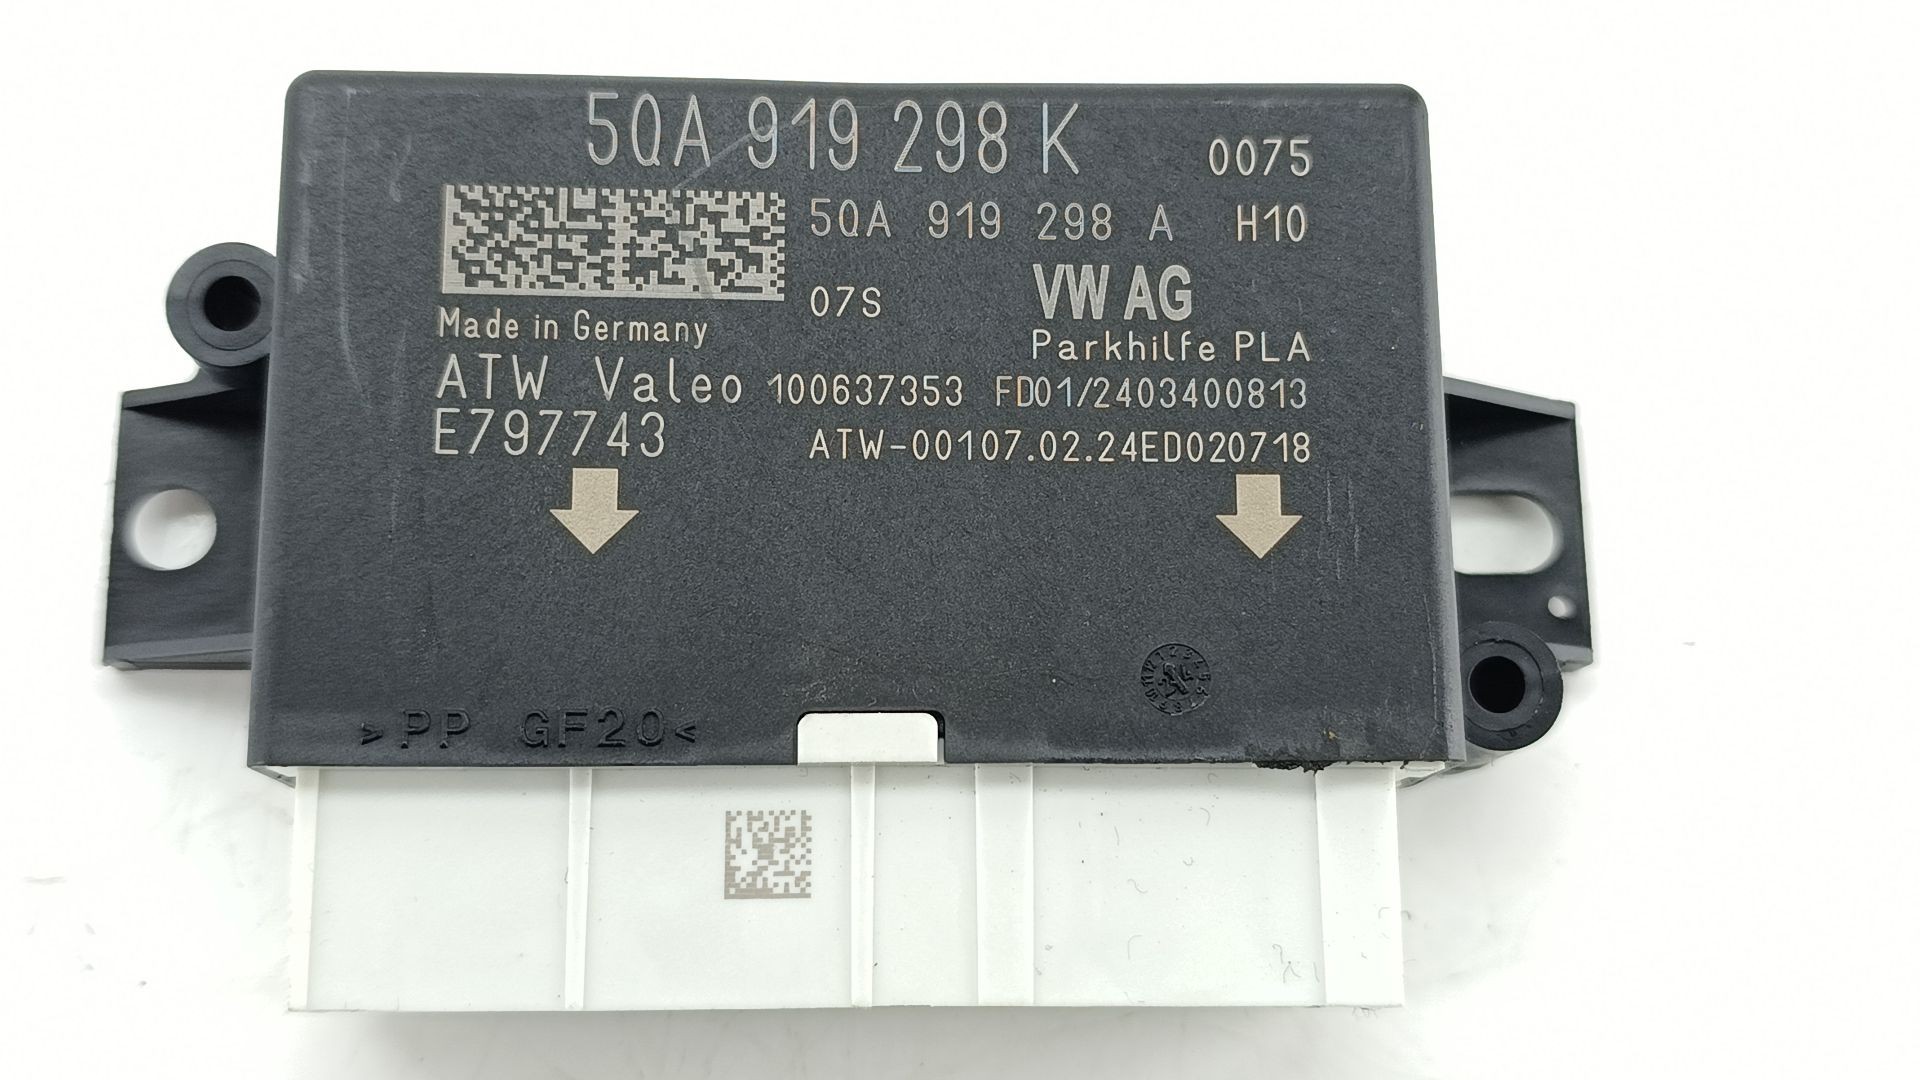 5QA 919 298 K 0075
5QA 919 298 A H10
07S VW AG
Made in Germany Parkhilfe PLA
ATW Valeo 100637353 FD01/2403400813
E797743 ATW-00107.02.24ED020718
>PP GF20<